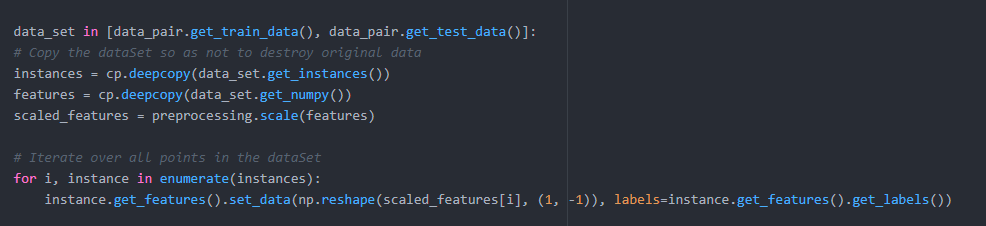 data_set in [data_pair.get_train_data(), data_pair.get_test_data()]:
# Copy the dataSet so as not to destroy original data
instances = cp.deepcopy(data_set.get_instances())
features = cp.deepcopy(data_set.get_numpy())
scaled_features = preprocessing.scale(features)
# Iterate over all points in the dataSet
for i, instance in enumerate(instances):
    instance.get_features().set_data(np.reshape(scaled_features[i], (1, -1)), labels=instance.get_features().get_labels())